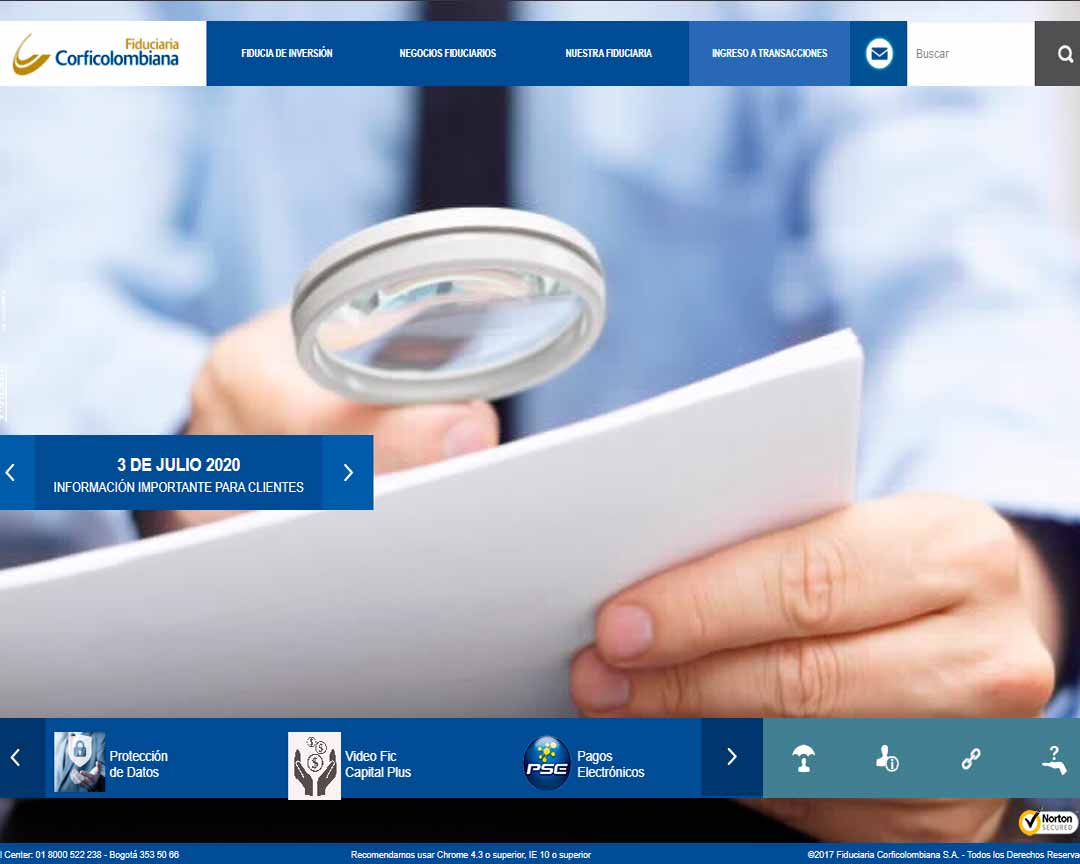 Fiduciaria
Corficolombiana
FIDUCIA DE INVERSIÓN
NEGOCIOS FIDUCIARIOS
NUESTRA FIDUCIARIA
INGRESO A TRANSACCIONES
Buscar
3 DE JULIO 2020
INFORMACIÓN IMPORTANTE PARA CLIENTES
Protección
de Datos
Video Fic
Capital Plus
PSE
Pagos
Electrónicos
Norton
SECURED
l Center: 01 8000 522 238 - Bogotá 353 50 66
Recomendamos usar Chrome 4.3 o superior, IE 10 o superior
©2017 Fiduciaria Corficolombiana S.A. - Todos los Derechos Reserva